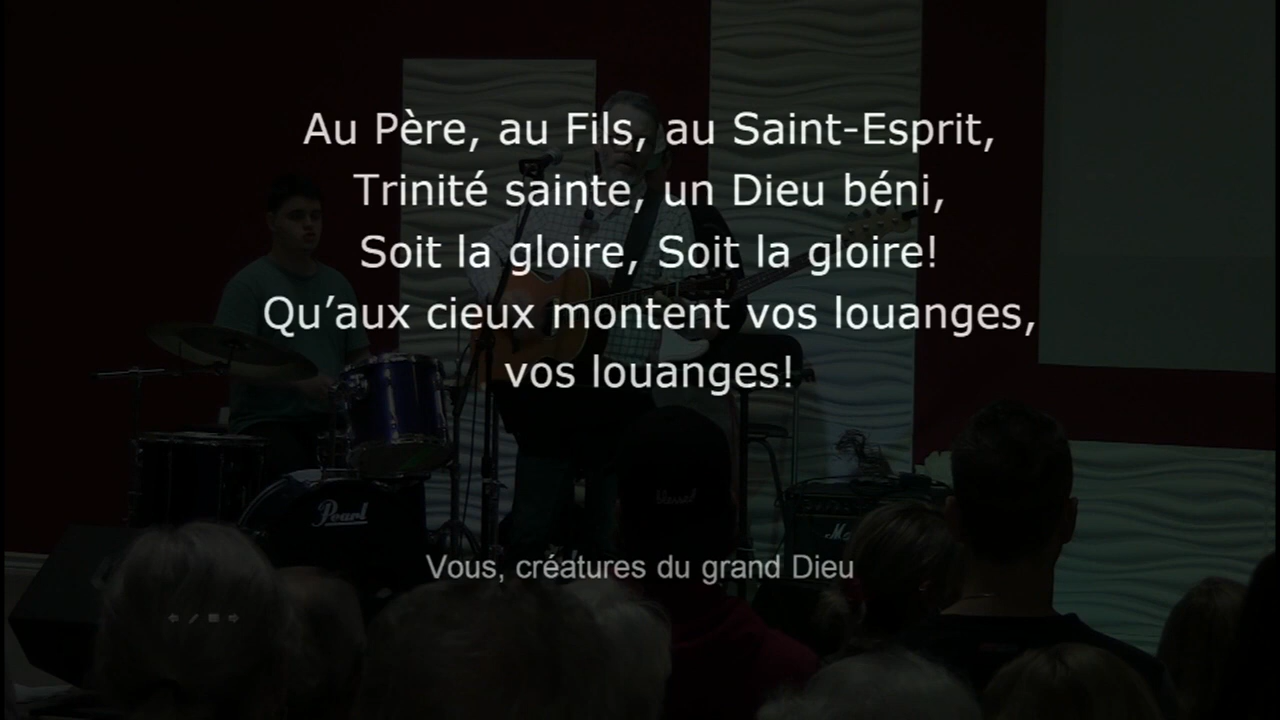 Au Père, au Fils, au Saint-Esprit,
Trinité sainte, un Dieu béni,
Soit la gloire, Soit la gloire!
Qu’aux cieux montent vos louanges,
vos louanges!
blessed
Pearl
Vous, créatures du grand Dieu